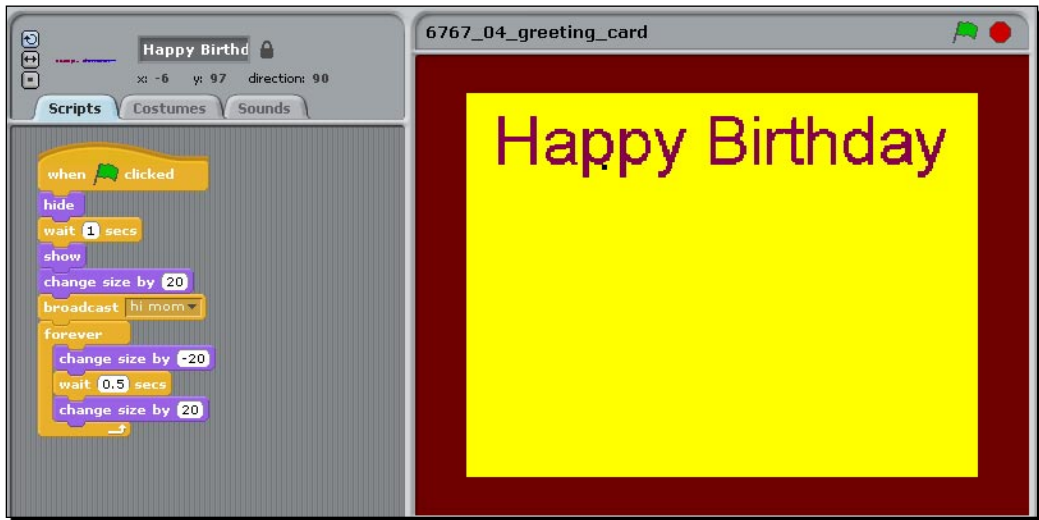 Happy Birthd
x: -6 y: 97 direction: 90
Scripts Costumes Sounds
when clicked
hide
wait 1 secs
show
change size by 20
broadcast hi mom
forever
change size by -20
wait 0.5 secs
change size by 20
6767_04_greeting_card
Happy Birthday